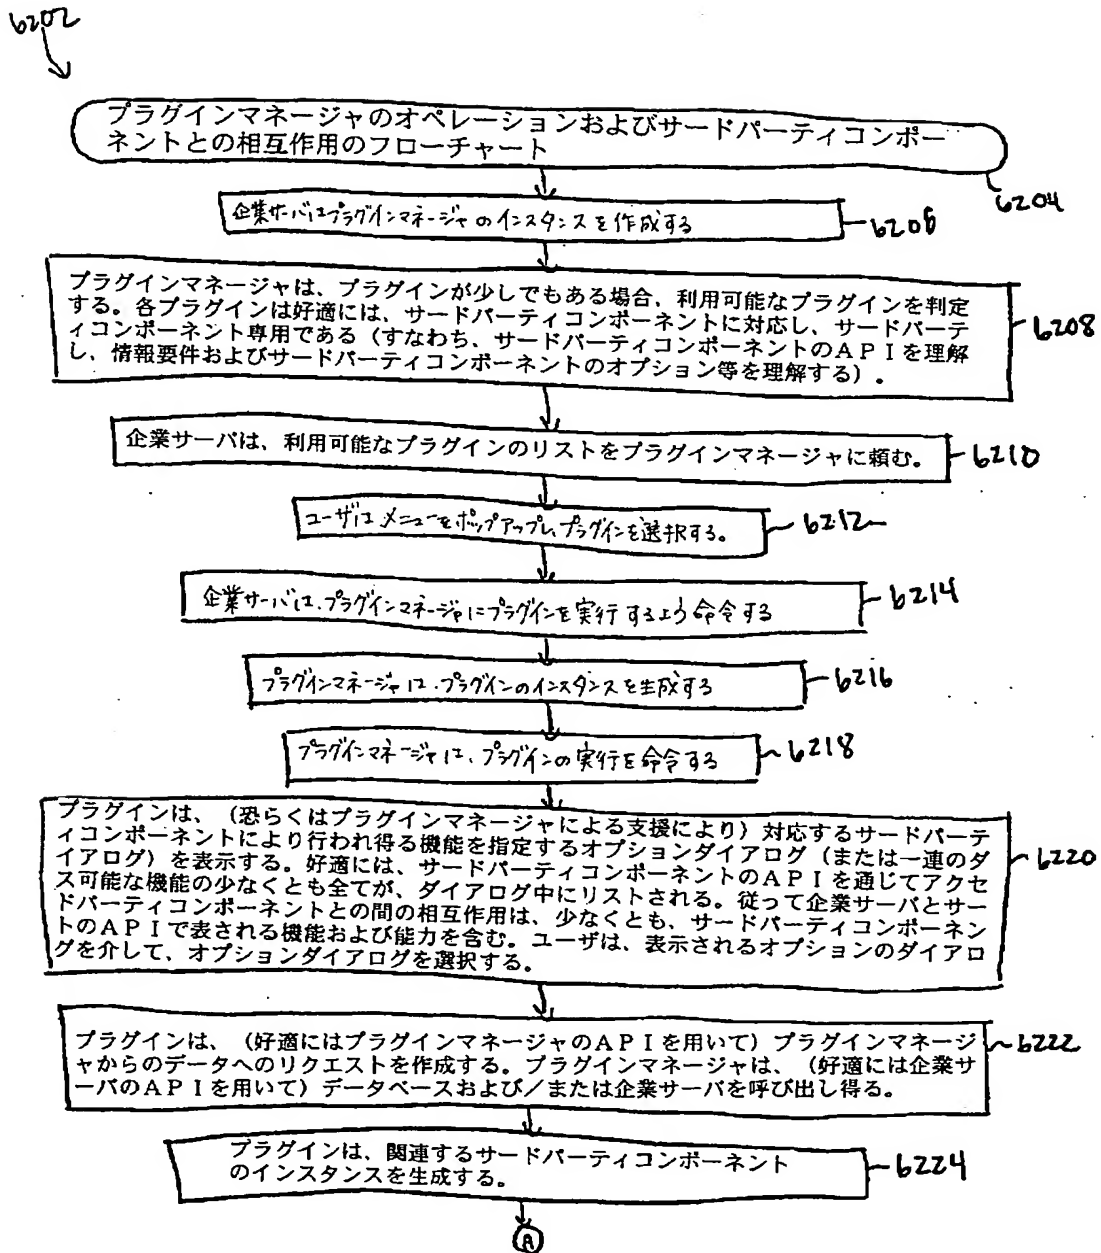 6202
プラグインマネージャのオペレーションおよびサードパーティコンポー
ネントとの相互作用のフローチャート
6204
企業サーバはプラグインマネージャのインスタンスを作成する
6206
プラグインマネージャは、プラグインが少しでもある場合、利用可能なプラグインを判定
する。各プラグインは好適には、サードパーティコンポーネントに対応し、サードパーテ
ィコンポーネント専用である(すなわち、サードパーティコンポーネントのAPIを理解
し、情報要件およびサードパーティコンポーネントのオプション等を理解する)。
6208
企業サーバは、利用可能なプラグインのリストをプラグインマネージャに頼む。
6210
ユーザは、メニューをポップアップし、プラグインを選択する。
6212
企業サーバは、プラグインマネージャにプラグインを実行するよう命令する
6214
プラグインマネージャは、プラグインのインスタンスを生成する
6216
プラグインマネージャは、プラグインの実行を命令する
6218
プラグインは、(恐らくはプラグインマネージャによる支援により)対応するサードパーテ
ィコンポーネントにより行われ得る機能を指定するオプションダイアログ(または一連のダ
イアログ)を表示する。好適には、サードパーティコンポーネントのAPIを通じてアクセ
ス可能な機能の少なくとも全てが、ダイアログ中にリストされる。従って企業サーバとサー
ドパーティコンポーネントとの間の相互作用は、少なくとも、サードパーティコンポーネン
トのAPIで表される機能および能力を含む。ユーザは、表示されるオプションのダイアロ
グを介して、オプションダイアログを選択する。
6220
プラグインは、(好適にはプラグインマネージャのAPIを用いて)プラグインマネージ
ャからのデータへのリクエストを作成する。プラグインマネージャは、(好適には企業サ
ーバのAPIを用いて)データベースおよび/または企業サーバを呼び出し得る。
6222
プラグインは、関連するサードパーティコンポーネント
のインスタンスを生成する。
6224
A